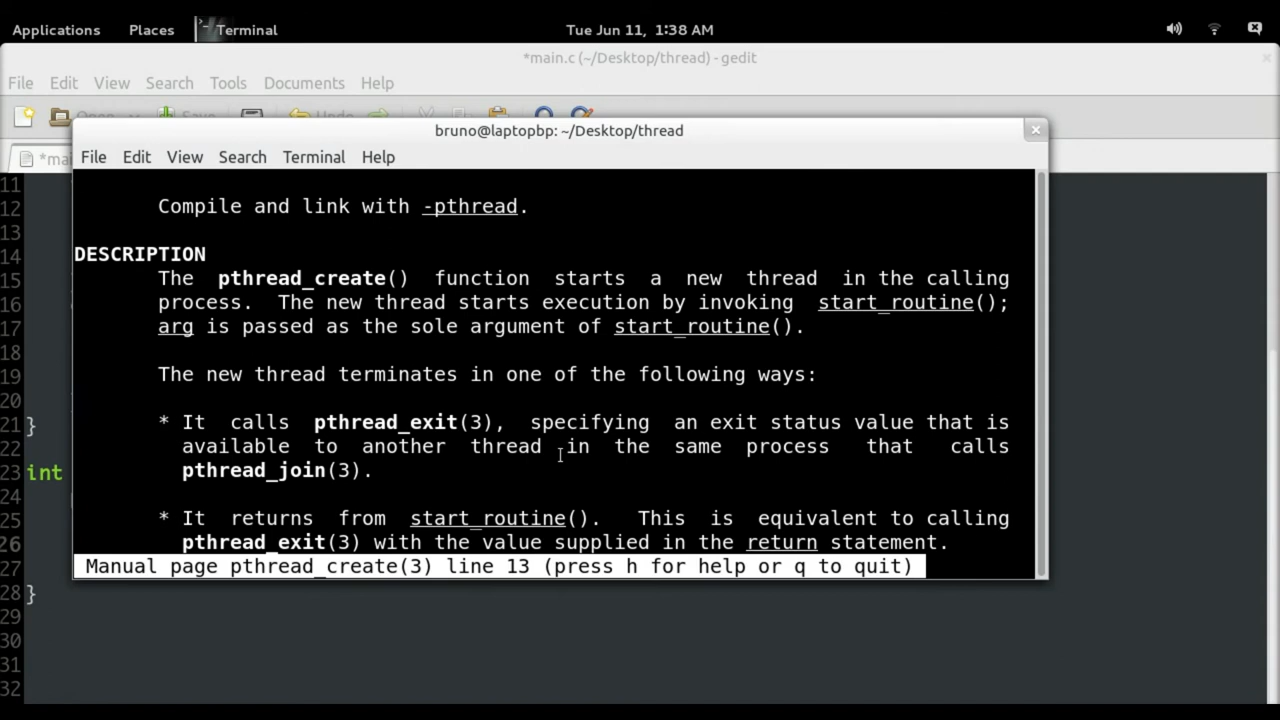 Applications Places Terminal Tue Jun 11, 1:38 AM
*main.c (~/Desktop/thread) - gedit
File Edit View Search Tools Documents Help
Open Save Undo
bruno@laptopbp: ~/Desktop/thread
*mai
File Edit View Search Terminal Help
Compile and link with -pthread.
DESCRIPTION
The pthread_create() function starts a new thread in the calling
process. The new thread starts execution by invoking start_routine();
arg is passed as the sole argument of start_routine().
The new thread terminates in one of the following ways:
* It calls pthread_exit(3), specifying an exit status value that is
available to another thread in the same process that calls
pthread_join(3).
* It returns from start_routine(). This is equivalent to calling
pthread_exit(3) with the value supplied in the return statement.
Manual page pthread_create(3) line 13 (press h for help or q to quit)
11
12
13
14
15
16
17
18
19
20
21 }
22
23 int
24
25
26
27
28 }
29
30
31
32